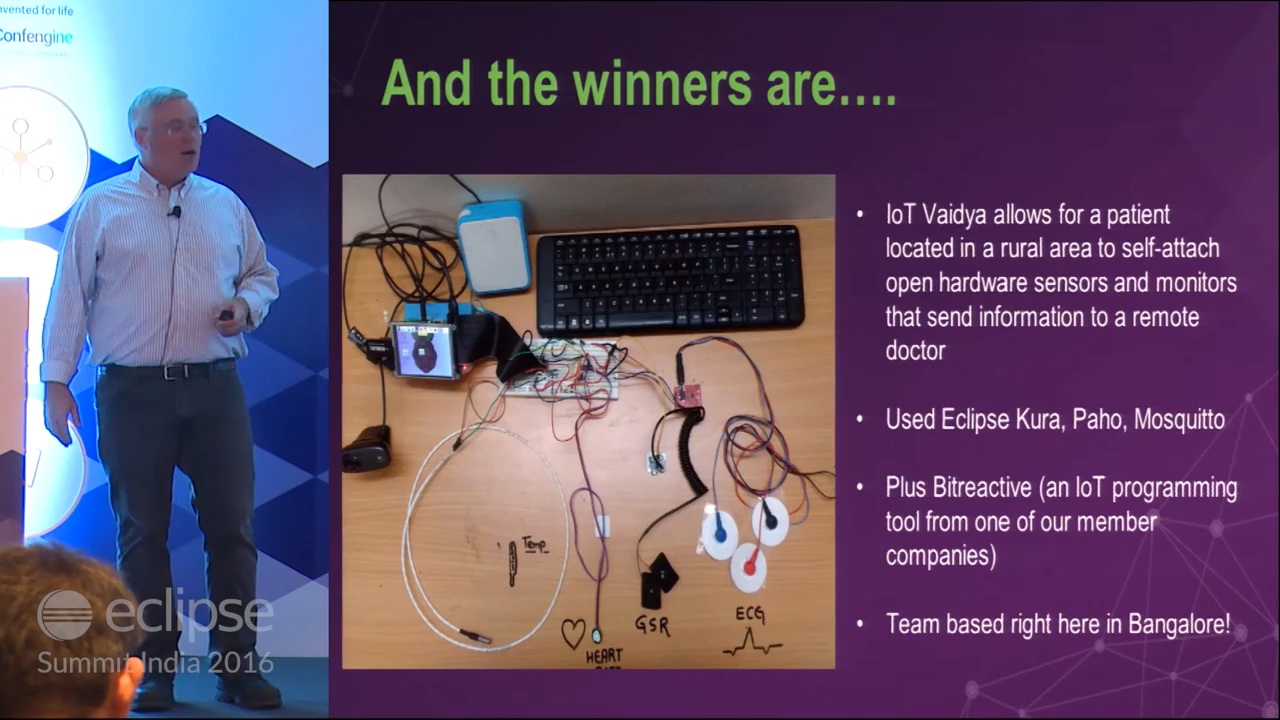 nvented for life
Confengine
And the winners are....
• IoT Vaidya allows for a patient
located in a rural area to self-attach
open hardware sensors and monitors
that send information to a remote
doctor
• Used Eclipse Kura, Paho, Mosquitto
• Plus Bitreactive (an IoT programming
tool from one of our member
companies)
• Team based right here in Bangalore!
Temp
GSR
ECG
HEART
eclipse
Summit India 2016